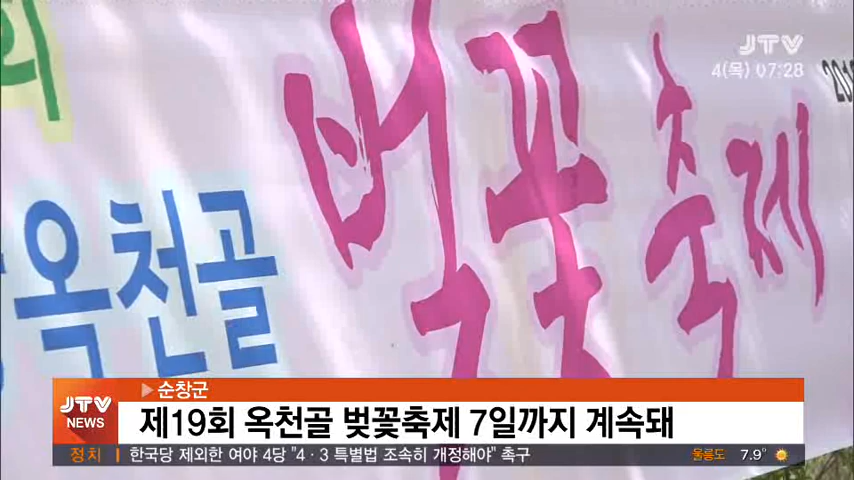 회
벚꽃축제
옥천골
JTV
4(목) 07:28
201
▶순창군
JTV NEWS
제19회 옥천골 벚꽃축제 7일까지 계속돼
정치 | 한국당 제외한 여야 4당 "4·3 특별법 조속히 개정해야" 촉구
울릉도 7.9°